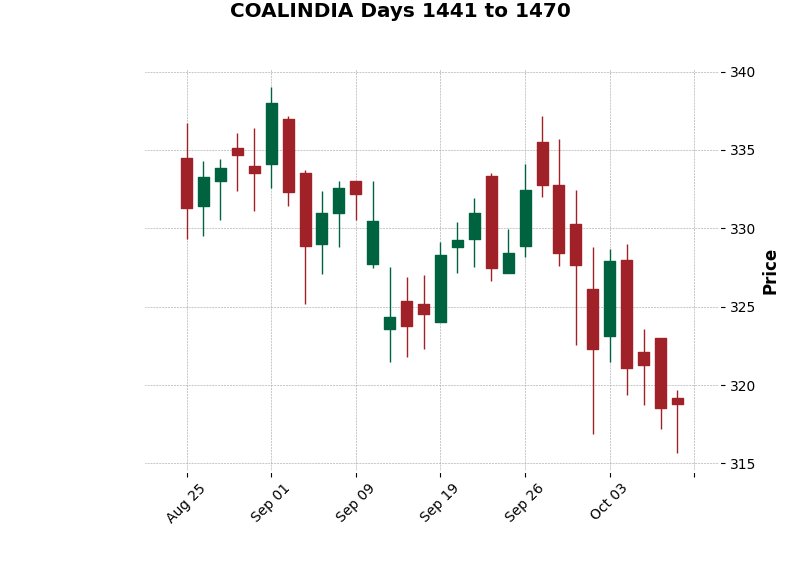 COALINDIA Days 1441 to 1470
340
335
330
325
320
315
Price
Aug 25
Sep 01
Sep 09
Sep 19
Sep 26
Oct 03